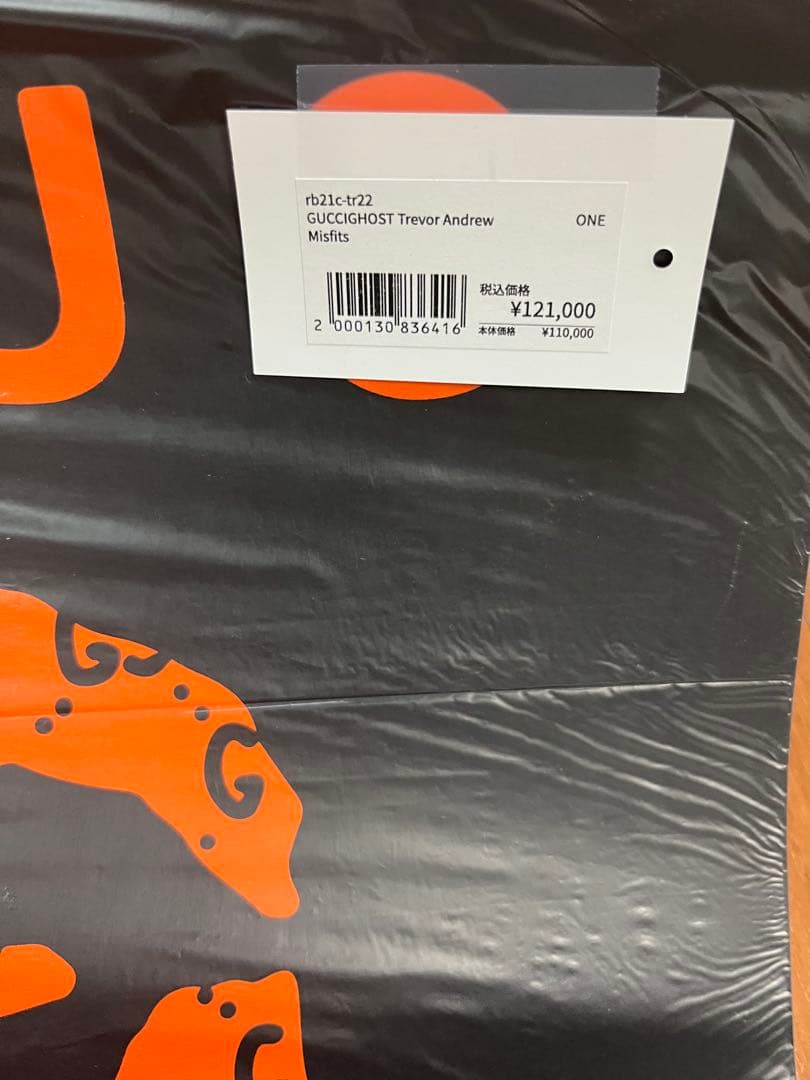 U
rb21c-tr22
GUCCIGHOST Trevor Andrew ONE
Misfits
税込価格
¥121,000
2 000130 836416
本体価格 ¥110,000
G G
G